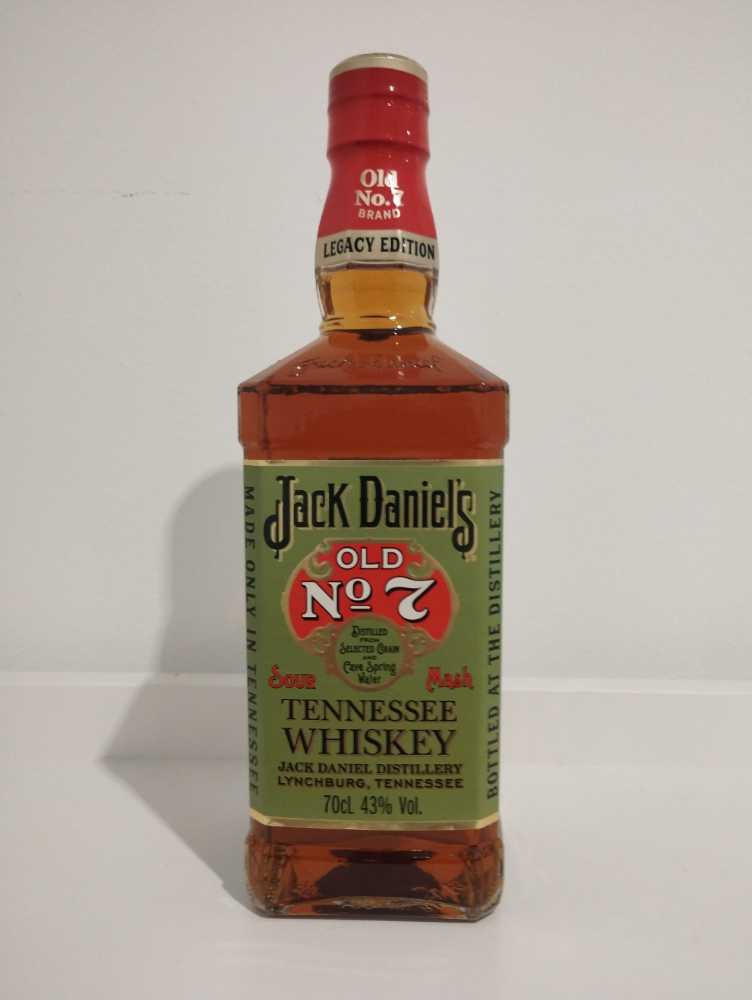 Old
No.7
BRAND
LEGACY EDITION
Jack Daniel's
OLD
Nº 7
DISTILLED
FROM
SELECTED GRAIN
AND
Cave Spring
Water
Sour Mash
TENNESSEE
WHISKEY
JACK DANIEL DISTILLERY
LYNCHBURG, TENNESSEE
70cL 43% Vol.
MADE ONLY IN TENNESSEE
BOTTLED AT THE DISTILLERY